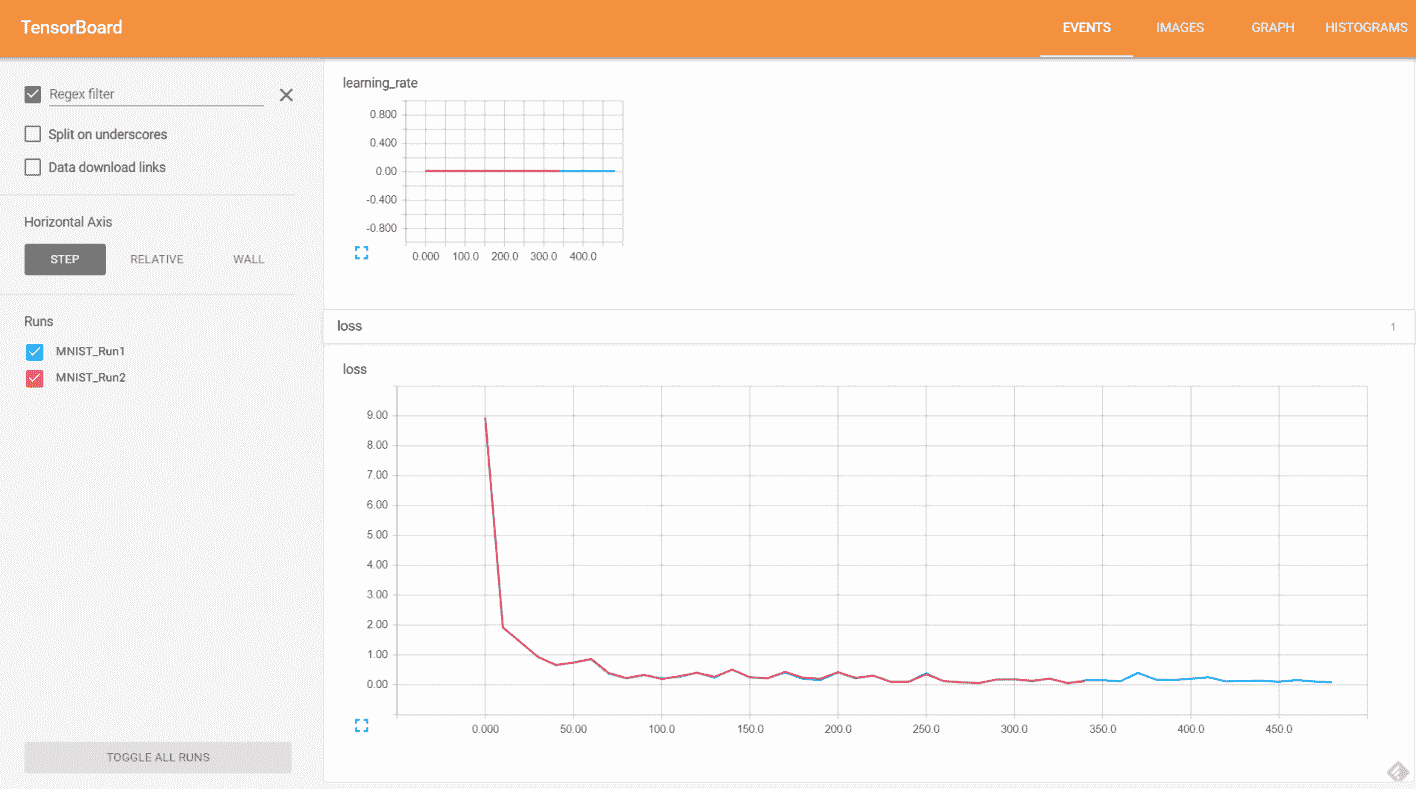 TensorBoard
EVENTS IMAGES GRAPH HISTOGRAMS
Regex filter
Split on underscores
Data download links
Horizontal Axis
STEP RELATIVE WALL
Runs
MNIST_Run1
MNIST_Run2
TOGGLE ALL RUNS
learning_rate
0.800
0.400
0.00
-0.400
-0.800
0.000 100.0 200.0 300.0 400.0
loss 1
loss
9.00
8.00
7.00
6.00
5.00
4.00
3.00
2.00
1.00
0.00
0.000 50.00 100.0 150.0 200.0 250.0 300.0 350.0 400.0 450.0